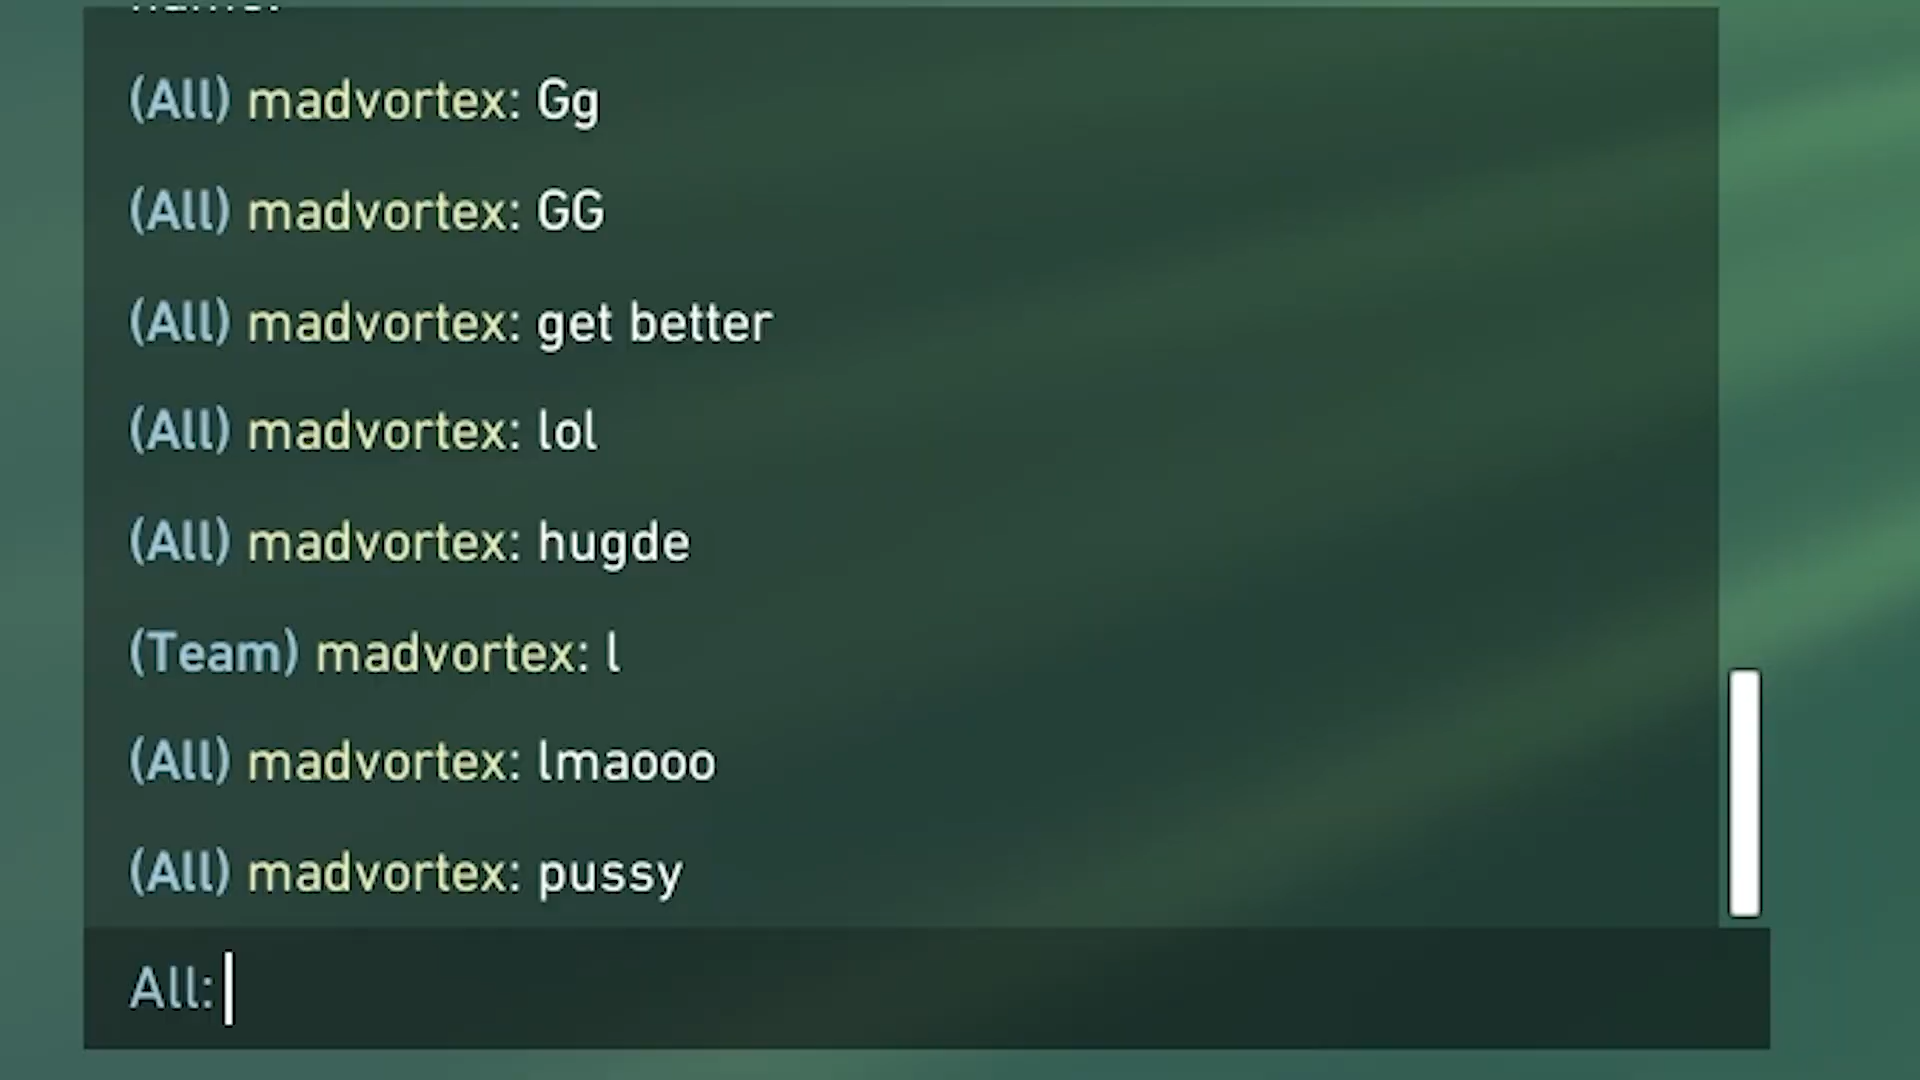 (All) madvortex: Gg
(All) madvortex: GG
(All) madvortex: get better
(All) madvortex: lol
(All) madvortex: hugde
(Team) madvortex: l
(All) madvortex: lmaooo
(All) madvortex: pussy
All: